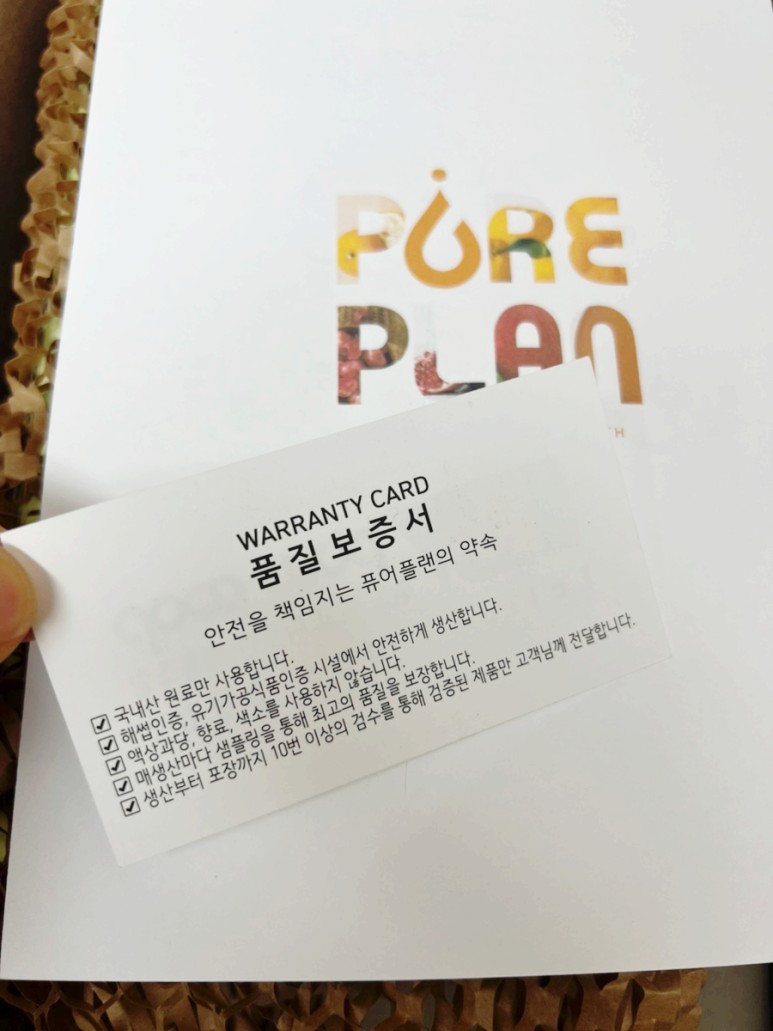 PURE
PLAN
WARRANTY CARD
품질보증서
안전을 책임지는 퓨어플랜의 약속
☑ 국내산 원료만 사용합니다.
☑ 해썹인증, 유기가공식품인증 시설에서 안전하게 생산합니다.
☑ 액상과당, 향료, 색소를 사용하지 않습니다.
☑ 매생산마다 샘플링을 통해 최고의 품질을 보장합니다.
☑ 생산부터 포장까지 10번 이상의 검수를 통해 검증된 제품만 고객님께 전달합니다.